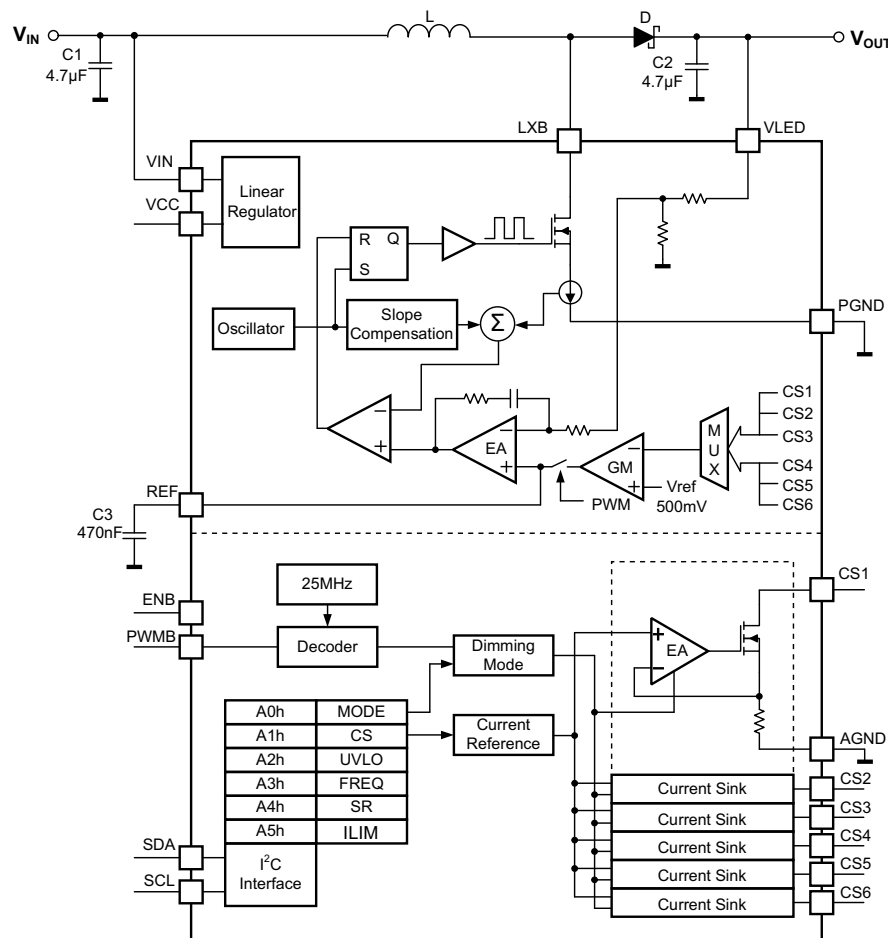 L
D
VIN
VOUT
C1
4.7µF
C2
4.7µF
LXB
VLED
VIN
Linear
Regulator
VCC
R
Q
S
PGND
Oscillator
Slope
Compensation
Σ
CS1
CS2
CS3
CS4
CS5
CS6
MUX
−
+
−
EA
+
−
GM
+
Vref
500mV
PWM
REF
C3
470nF
25MHz
CS1
ENB
PWMB
Decoder
Dimming
Mode
+
EA
−
A0h
MODE
A1h
CS
Current
Reference
A2h
UVLO
A3h
FREQ
A4h
SR
A5h
ILIM
AGND
Current Sink
CS2
Current Sink
CS3
Current Sink
CS4
Current Sink
CS5
Current Sink
CS6
SDA
I²C
Interface
SCL